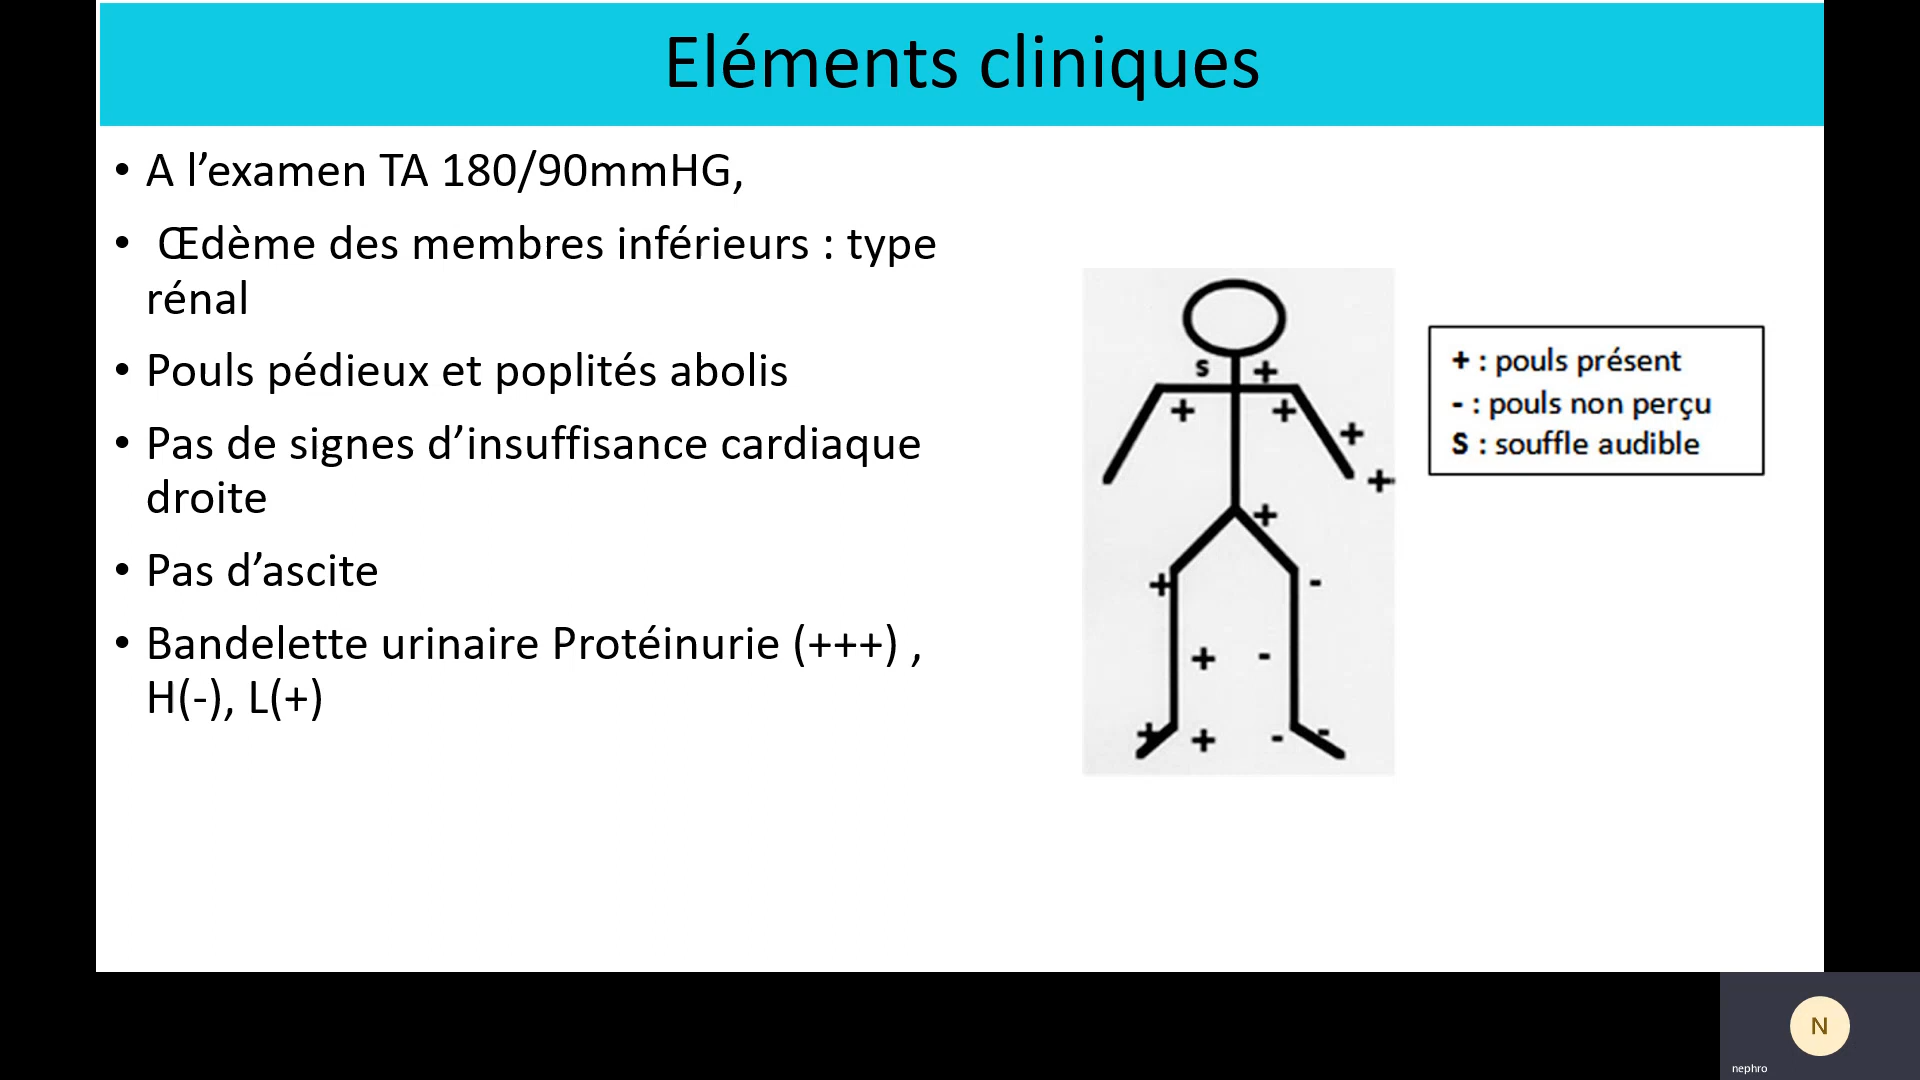 Eléments cliniques
• A l’examen TA 180/90mmHG,
• Œdème des membres inférieurs : type
rénal
• Pouls pédieux et poplités abolis
• Pas de signes d’insuffisance cardiaque
droite
• Pas d’ascite
• Bandelette urinaire Protéinurie (+++) ,
H(-), L(+)
s +
+ +
+
+
+
+ -
+ -
+ + - -
+ : pouls présent
- : pouls non perçu
S : souffle audible
N
nephro